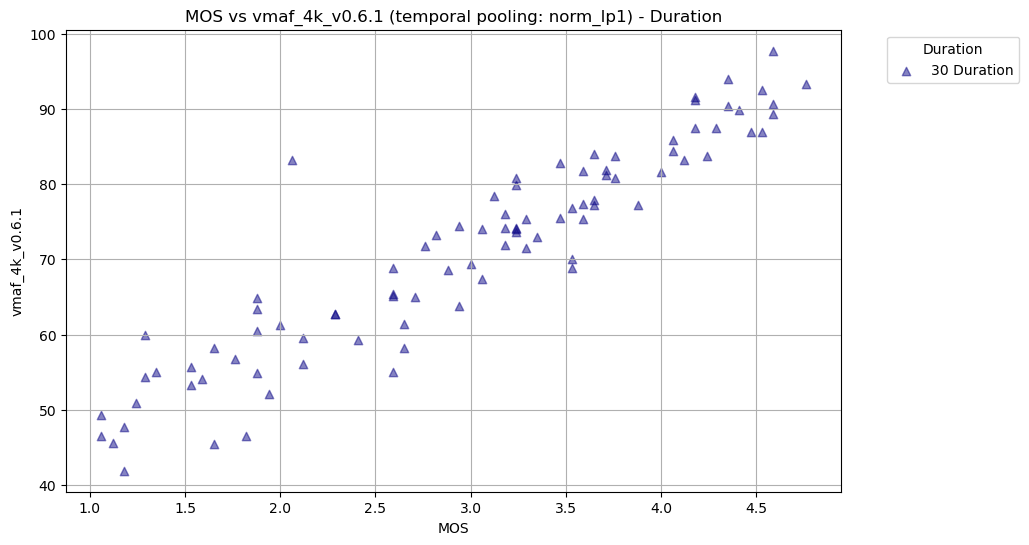 MOS vs vmaf_4k_v0.6.1 (temporal pooling: norm_lp1) - Duration
Duration
30 Duration
vmaf_4k_v0.6.1
100
90
80
70
60
50
40
1.0 1.5 2.0 2.5 3.0 3.5 4.0 4.5
MOS